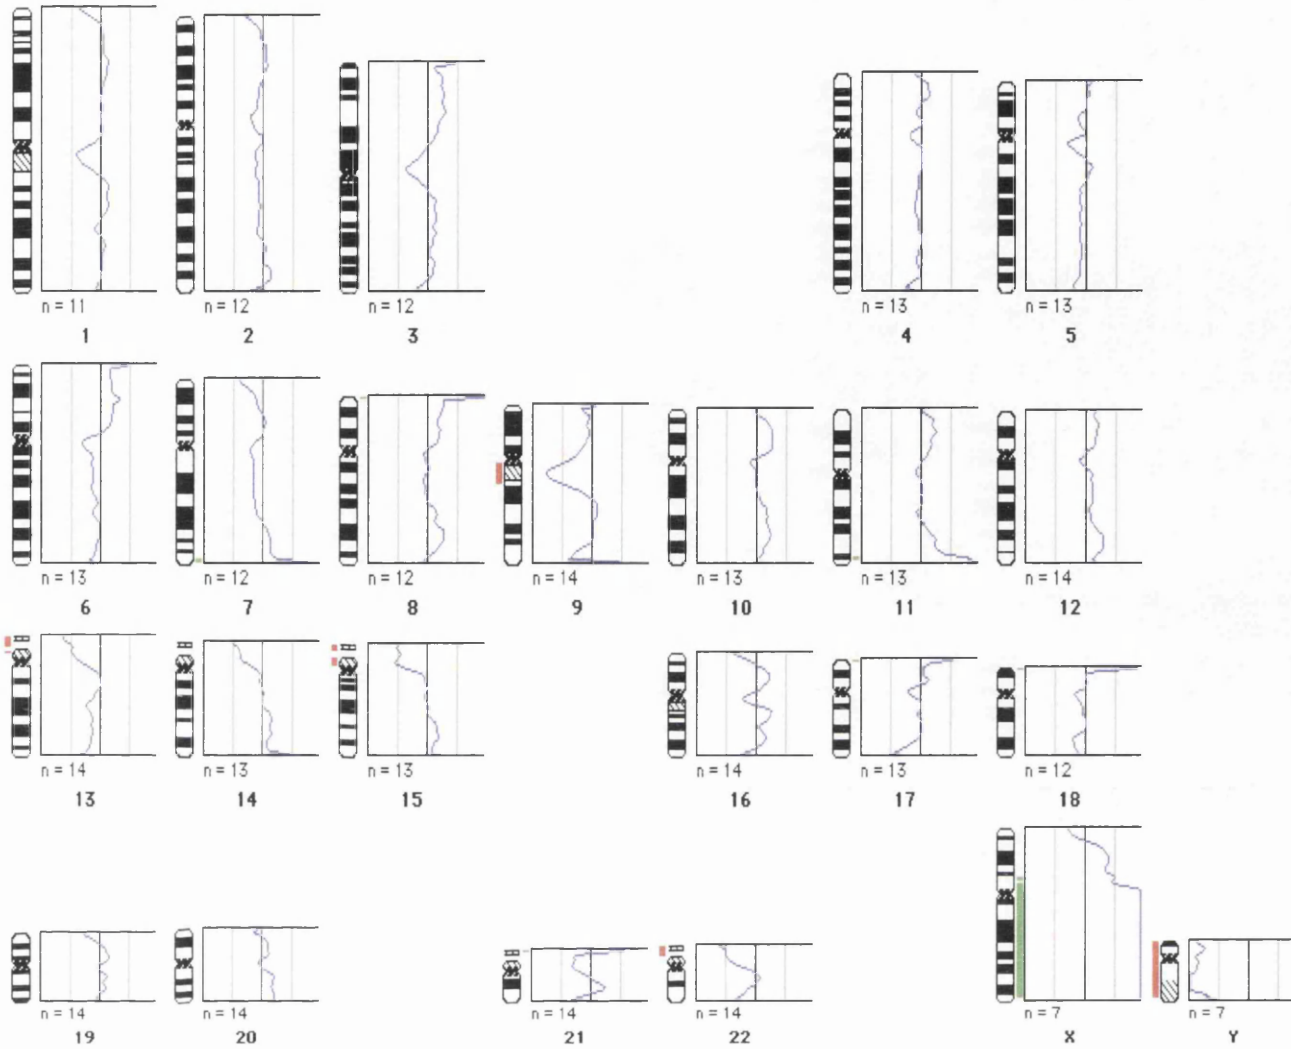 n = 11
n = 12
n = 12
n = 13
n = 13
1
2
3
4
5
n = 13
n = 12
n = 12
n = 14
n = 13
n = 13
n = 14
6
7
8
9
10
11
12
n = 14
n = 13
n = 13
n = 14
n = 13
n = 12
13
14
15
16
17
18
n = 14
n = 14
n = 14
n = 14
n = 7
n = 7
19
20
21
22
X
Y